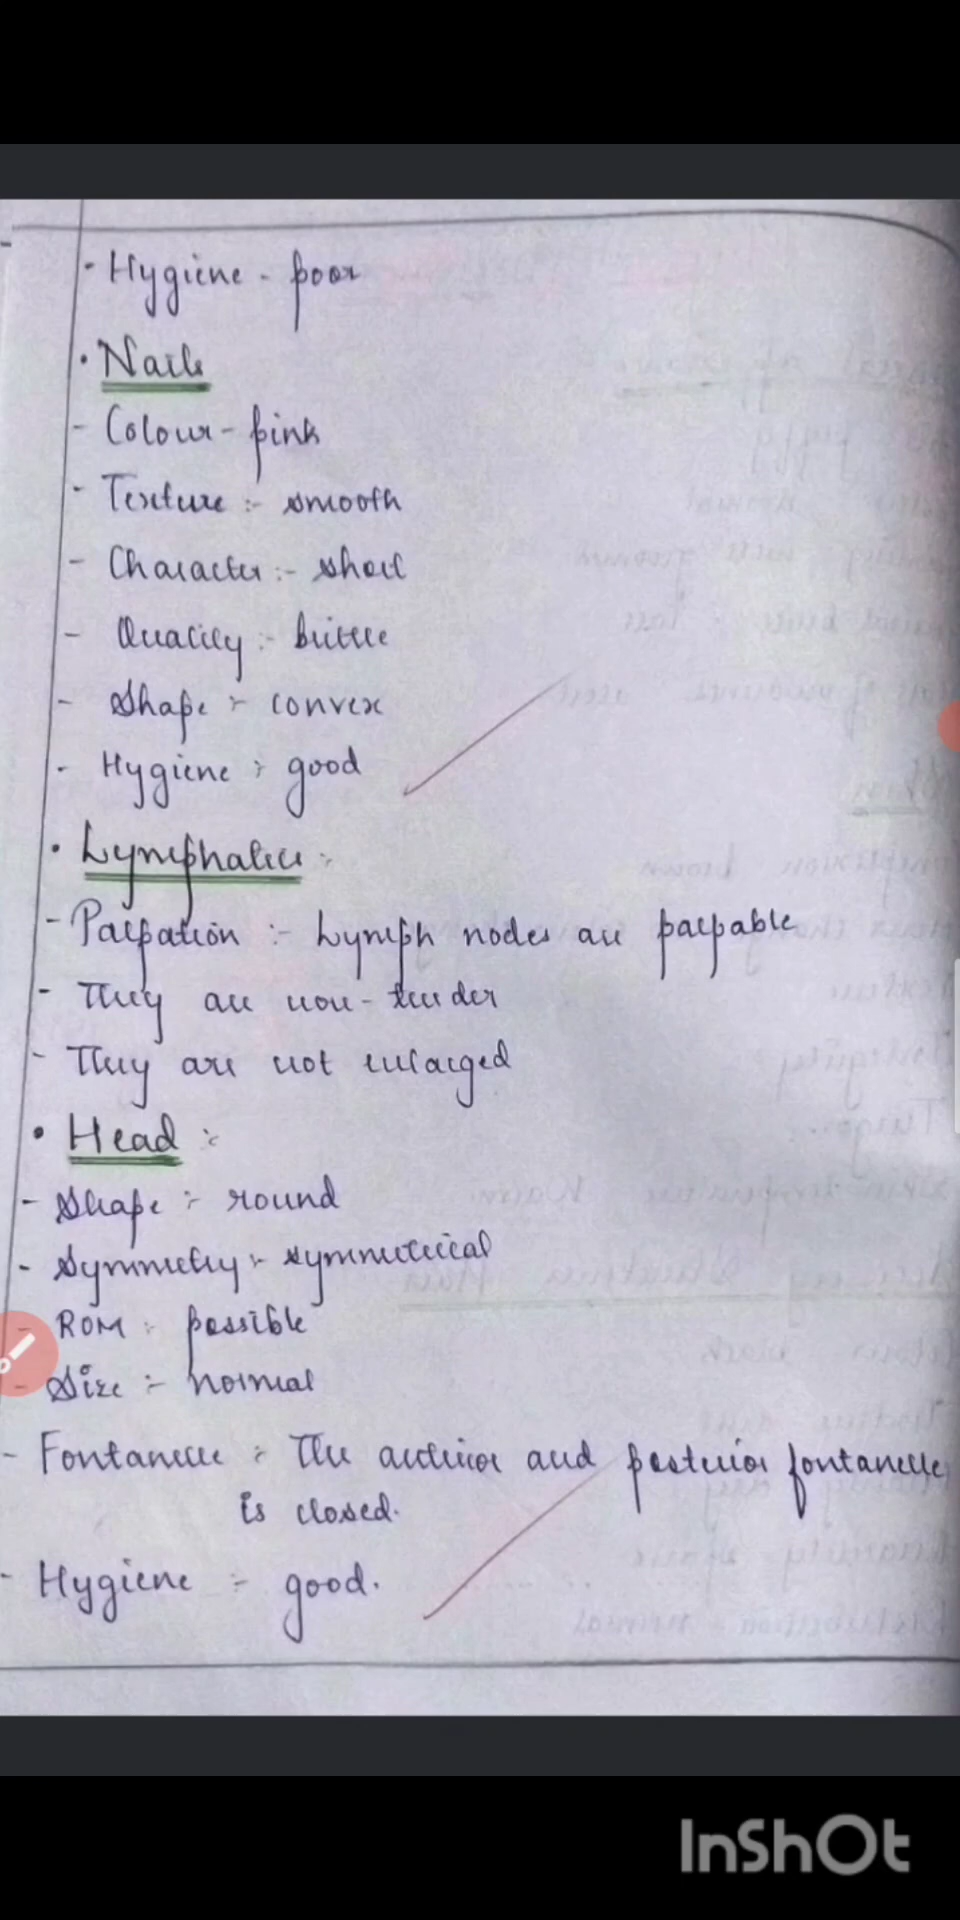 · Hygiene - poor
· Nails
- Colour - pink
- Texture :- smooth
- Character :- short
- Quality :- brittle
- Shape :- convex
- Hygiene :- good
· Lymphatics :-
- Palpation :- Lymph nodes are palpable
- They are non-tender
- They are not enlarged
· Head :-
- Shape :- round
- Symmetry :- symmetrical
- ROM :- possible
- Size :- normal
- Fontanelle :- The anterior and posterior fontanelle
is closed.
- Hygiene :- good.
InShOt